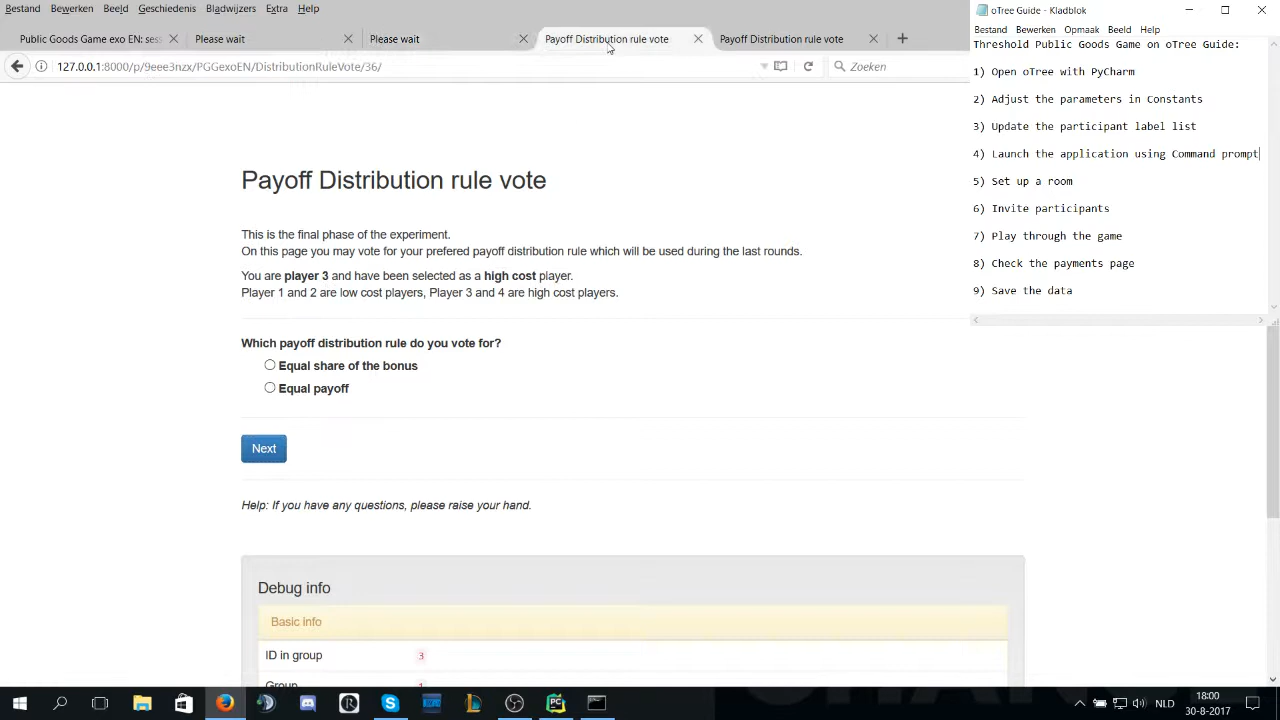 Bestand Bewerken Beeld Geschiedenis Bladwijzers Extra Help
Public Goods Game exo EN: sess
Please wait
Please wait
Payoff Distribution rule vote
Payoff Distribution rule vote
127.0.0.1:8000/p/9eee3nzx/PGGexoEN/DistributionRuleVote/36/
Zoeken
Payoff Distribution rule vote
This is the final phase of the experiment.
On this page you may vote for your prefered payoff distribution rule which will be used during the last rounds.
You are player 3 and have been selected as a high cost player.
Player 1 and 2 are low cost players, Player 3 and 4 are high cost players.
Which payoff distribution rule do you vote for?
Equal share of the bonus
Equal payoff
Next
Help: If you have any questions, please raise your hand.
Debug info
Basic info
ID in group 3
Group 1
oTree Guide - Kladblok
Bestand Bewerken Opmaak Beeld Help
Threshold Public Goods Game on oTree Guide:
1) Open oTree with PyCharm
2) Adjust the parameters in Constants
3) Update the participant label list
4) Launch the application using Command prompt
5) Set up a room
6) Invite participants
7) Play through the game
8) Check the payments page
9) Save the data
NLD
18:00
30-8-2017